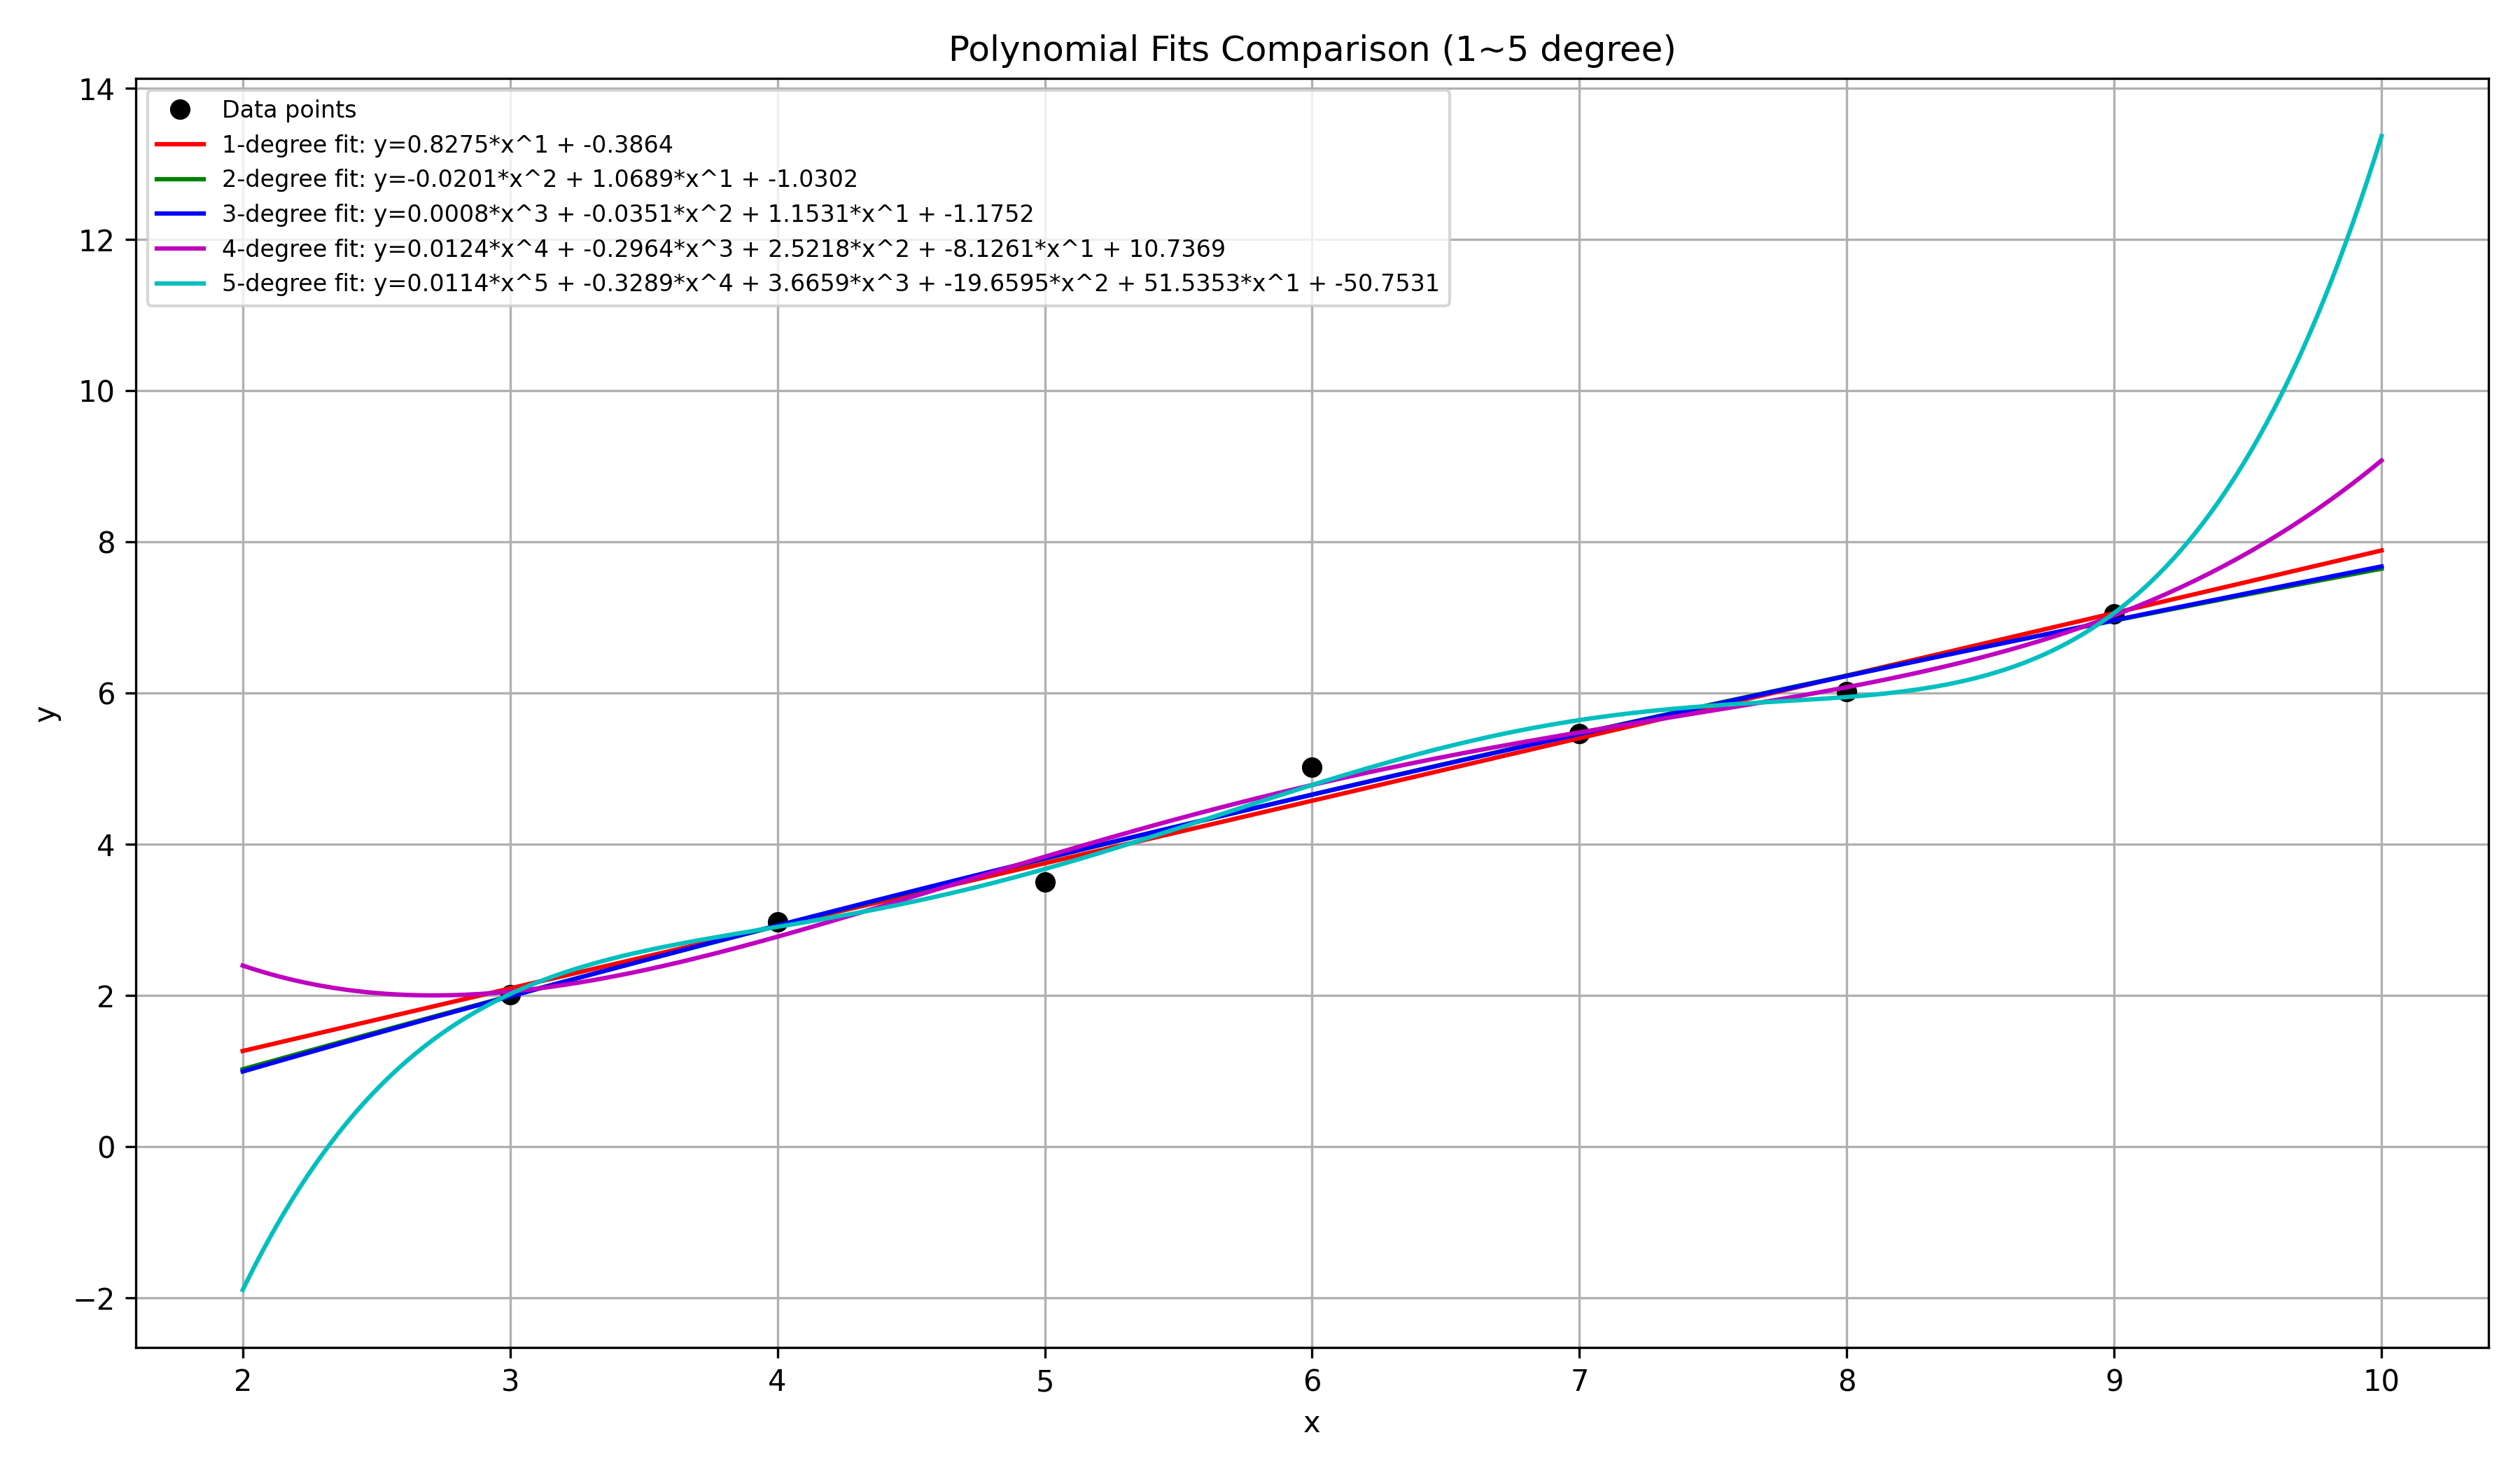 Polynomial Fits Comparison (1~5 degree)
Data points
1-degree fit: y=0.8275*x^1 + -0.3864
2-degree fit: y=-0.0201*x^2 + 1.0689*x^1 + -1.0302
3-degree fit: y=0.0008*x^3 + -0.0351*x^2 + 1.1531*x^1 + -1.1752
4-degree fit: y=0.0124*x^4 + -0.2964*x^3 + 2.5218*x^2 + -8.1261*x^1 + 10.7369
5-degree fit: y=0.0114*x^5 + -0.3289*x^4 + 3.6659*x^3 + -19.6595*x^2 + 51.5353*x^1 + -50.7531
14
12
10
8
6
4
2
0
−2
y
2 3 4 5 6 7 8 9 10
x